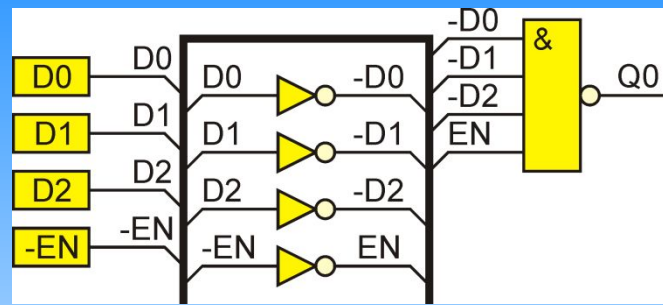 -D0
D0 D0 D0 -D0 -D1 & Q0
D1 D1 D1 -D1 -D2
EN
D2 D2 D2 -D2
-EN -EN -EN EN